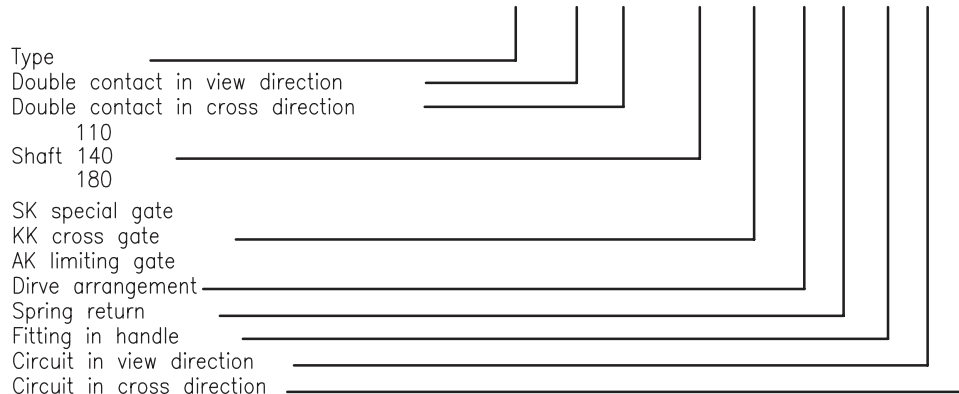 Type
Double contact in view direction
Double contact in cross direction
110
Shaft 140
180
SK special gate
KK cross gate
AK limiting gate
Dirve arrangement
Spring return
Fitting in handle
Circuit in view direction
Circuit in cross direction